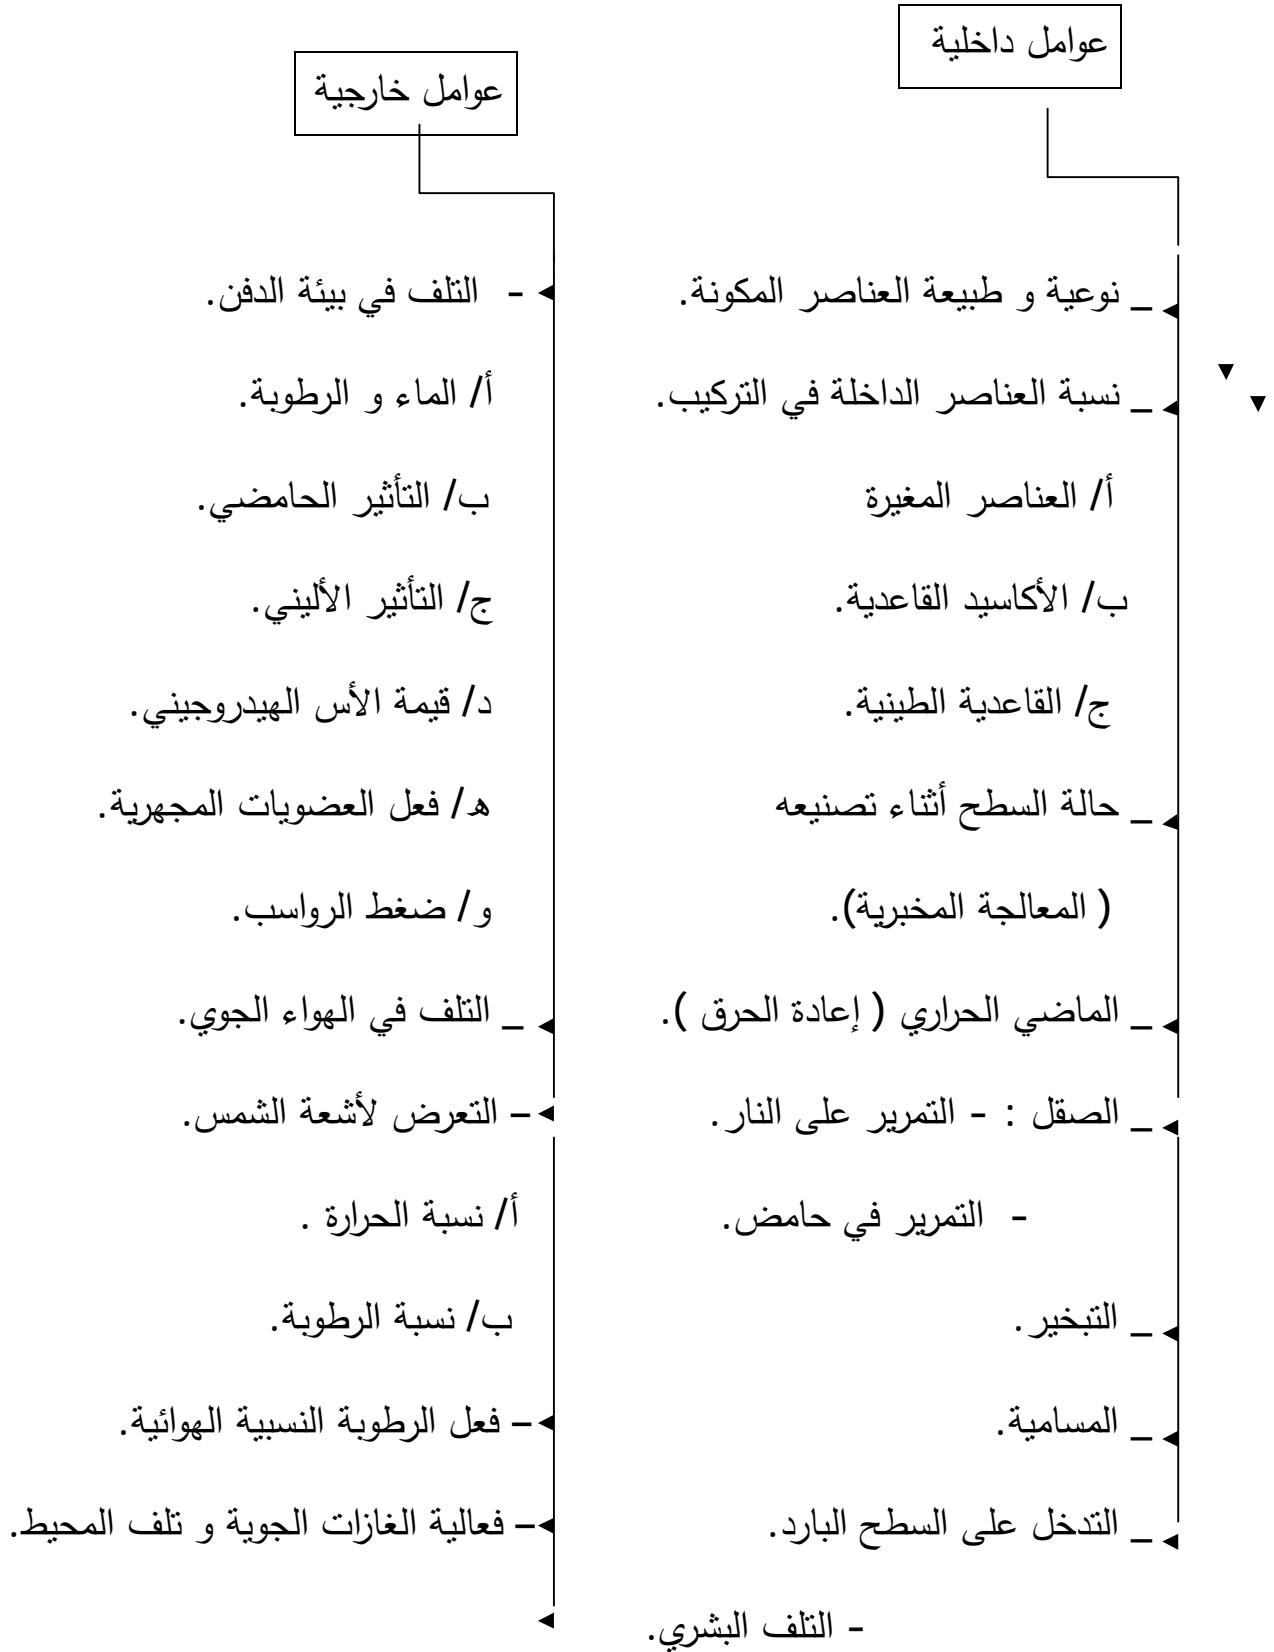 عوامل داخلية
_ نوعية و طبيعة العناصر المكونة.
_ نسبة العناصر الداخلة في التركيب.
أ/ العناصر المغيرة
ب/ الأكاسيد القاعدية.
ج/ القاعدية الطينية.
_ حالة السطح أثناء تصنيعه
( المعالجة المخبرية).
_ الماضي الحراري ( إعادة الحرق ).
_ الصقل : - التمرير على النار.
- التمرير في حامض.
_ التبخير.
_ المسامية.
_ التدخل على السطح البارد.
عوامل خارجية
- التلف في بيئة الدفن.
أ/ الماء و الرطوبة.
ب/ التأثير الحامضي.
ج/ التأثير الأليني.
د/ قيمة الأس الهيدروجيني.
ه/ فعل العضويات المجهرية.
و/ ضغط الرواسب.
_ التلف في الهواء الجوي.
– التعرض لأشعة الشمس.
أ/ نسبة الحرارة .
ب/ نسبة الرطوبة.
– فعل الرطوبة النسبية الهوائية.
– فعالية الغازات الجوية و تلف المحيط.
- التلف البشري.